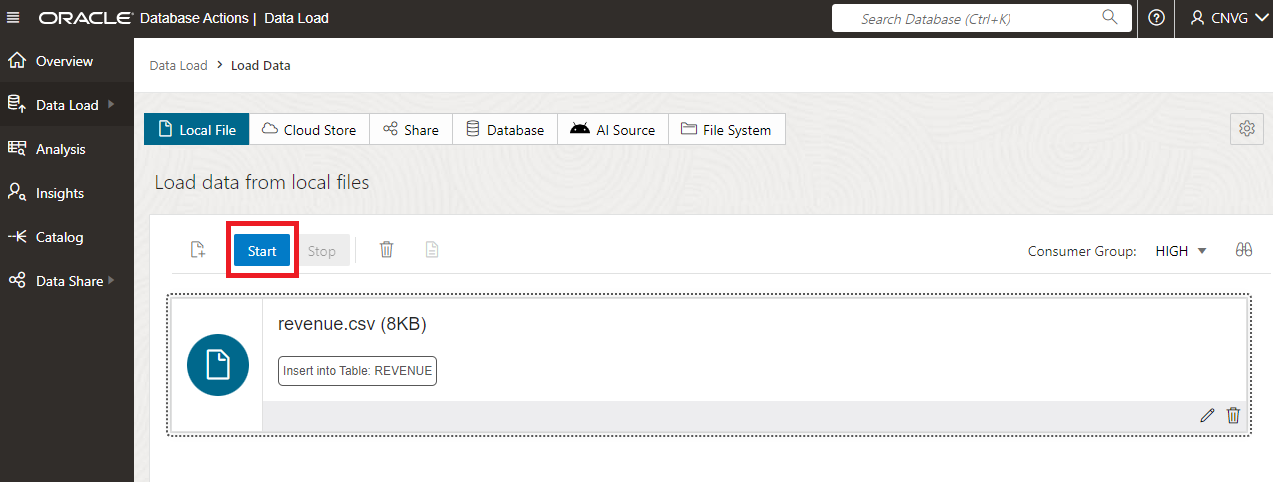 ORACLE Database Actions | Data Load
Search Database (Ctrl+K)
CNVG
Overview
Data Load
Analysis
Insights
Catalog
Data Share
Data Load > Load Data
Local File
Cloud Store
Share
Database
AI Source
File System
Load data from local files
Start
Stop
Consumer Group: HIGH
revenue.csv (8KB)
Insert into Table: REVENUE